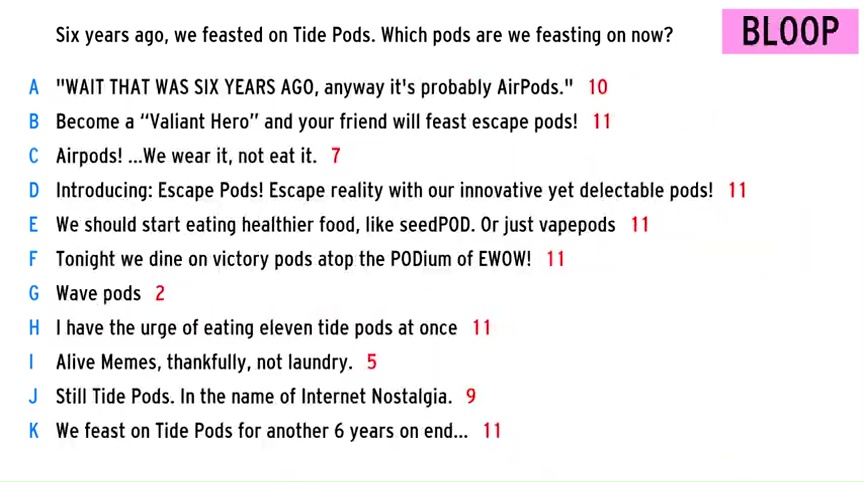 Six years ago, we feasted on Tide Pods. Which pods are we feasting on now?
BLOOP
A "WAIT THAT WAS SIX YEARS AGO, anyway it's probably AirPods." 10
B Become a “Valiant Hero” and your friend will feast escape pods! 11
C Airpods! ...We wear it, not eat it. 7
D Introducing: Escape Pods! Escape reality with our innovative yet delectable pods! 11
E We should start eating healthier food, like seedPOD. Or just vapepods 11
F Tonight we dine on victory pods atop the PODium of EWOW! 11
G Wave pods 2
H I have the urge of eating eleven tide pods at once 11
I Alive Memes, thankfully, not laundry. 5
J Still Tide Pods. In the name of Internet Nostalgia. 9
K We feast on Tide Pods for another 6 years on end... 11